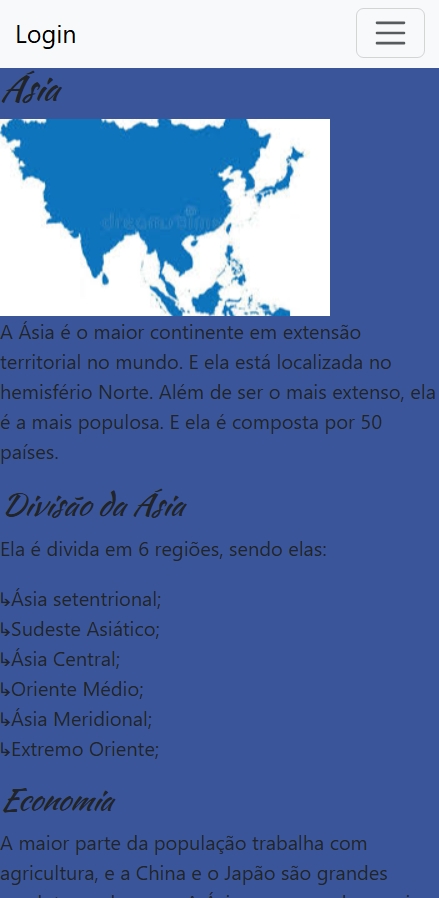 Login
Ásia
dreamstime
A Ásia é o maior continente em extensão
territorial no mundo. E ela está localizada no
hemisfério Norte. Além de ser o mais extenso, ela
é a mais populosa. E ela é composta por 50
países.
Divisão da Ásia
Ela é divida em 6 regiões, sendo elas:
↳Ásia setentrional;
↳Sudeste Asiático;
↳Ásia Central;
↳Oriente Médio;
↳Ásia Meridional;
↳Extremo Oriente;
Economia
A maior parte da população trabalha com
agricultura, e a China e o Japão são grandes